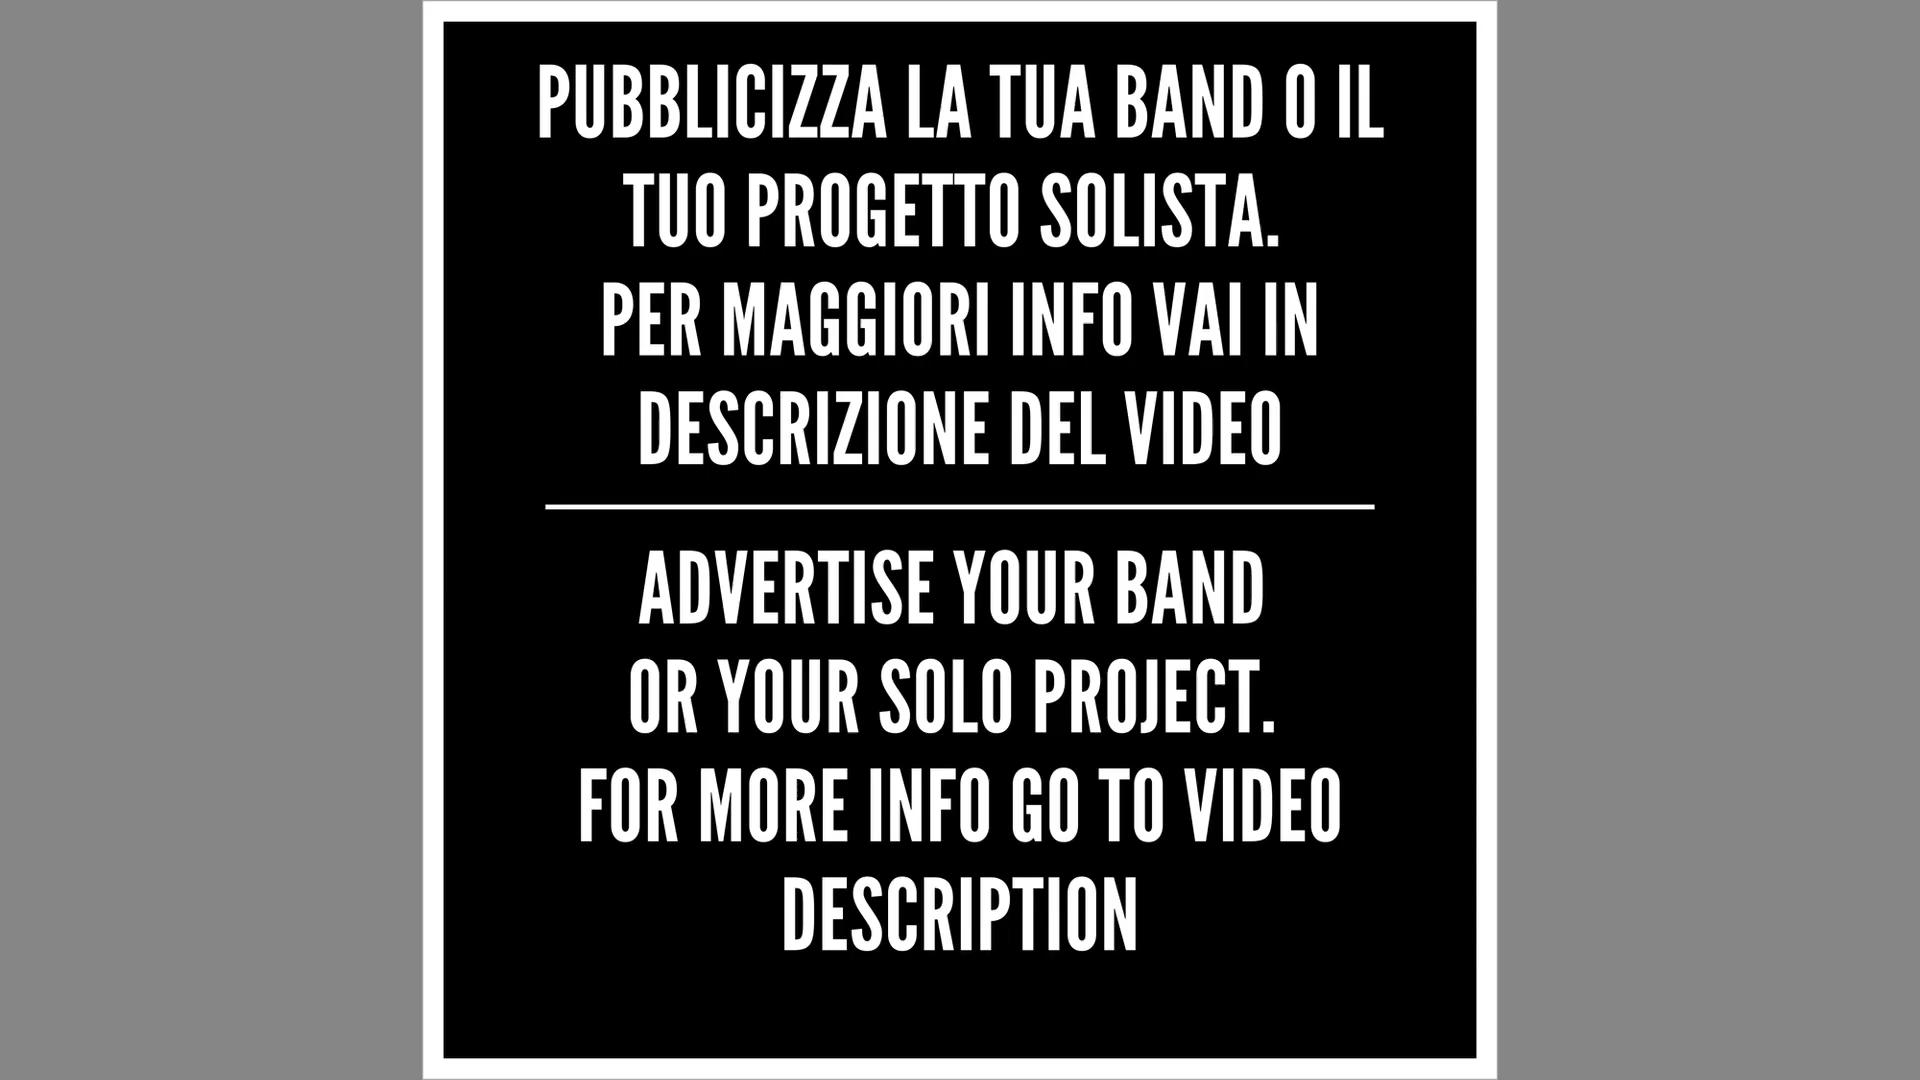 PUBBLICIZZA LA TUA BAND O IL
TUO PROGETTO SOLISTA.
PER MAGGIORI INFO VAI IN
DESCRIZIONE DEL VIDEO
ADVERTISE YOUR BAND
OR YOUR SOLO PROJECT.
FOR MORE INFO GO TO VIDEO
DESCRIPTION